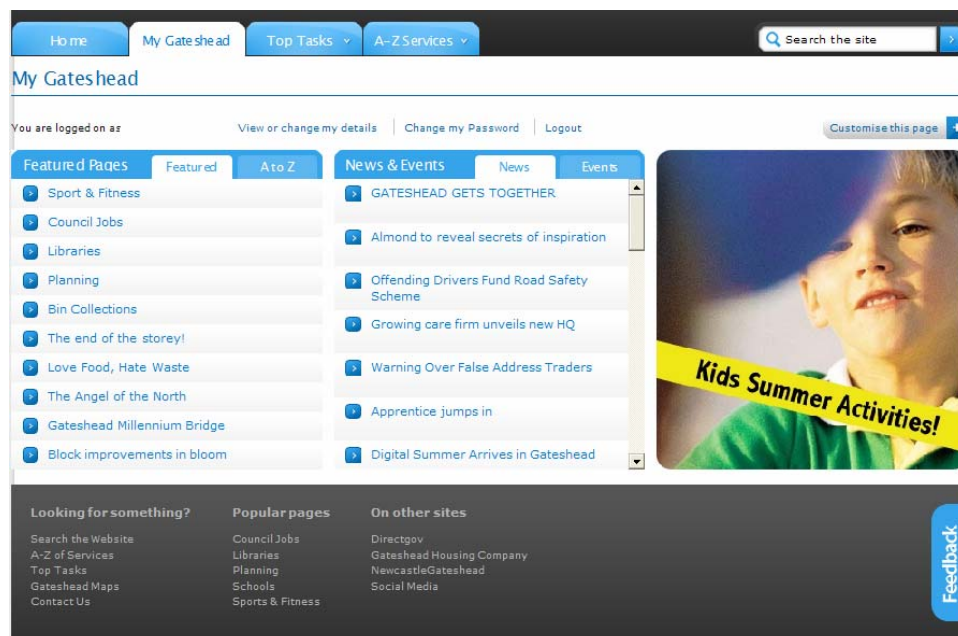 Home
My Gateshead
Top Tasks
A-Z Services
Search the site
My Gateshead
You are logged on as
View or change my details
Change my Password
Logout
Customise this page
Featured Pages
Featured
A to Z
Sport & Fitness
Council Jobs
Libraries
Planning
Bin Collections
The end of the storey!
Love Food, Hate Waste
The Angel of the North
Gateshead Millennium Bridge
Block improvements in bloom
News & Events
News
Events
GATESHEAD GETS TOGETHER
Almond to reveal secrets of inspiration
Offending Drivers Fund Road Safety
Scheme
Growing care firm unveils new HQ
Warning Over False Address Traders
Apprentice jumps in
Digital Summer Arrives in Gateshead
Kids Summer Activities!
Looking for something?
Search the Website
A-Z of Services
Top Tasks
Gateshead Maps
Contact Us
Popular pages
Council Jobs
Libraries
Planning
Schools
Sports & Fitness
On other sites
Directgov
Gateshead Housing Company
NewcastleGateshead
Social Media
Feedback